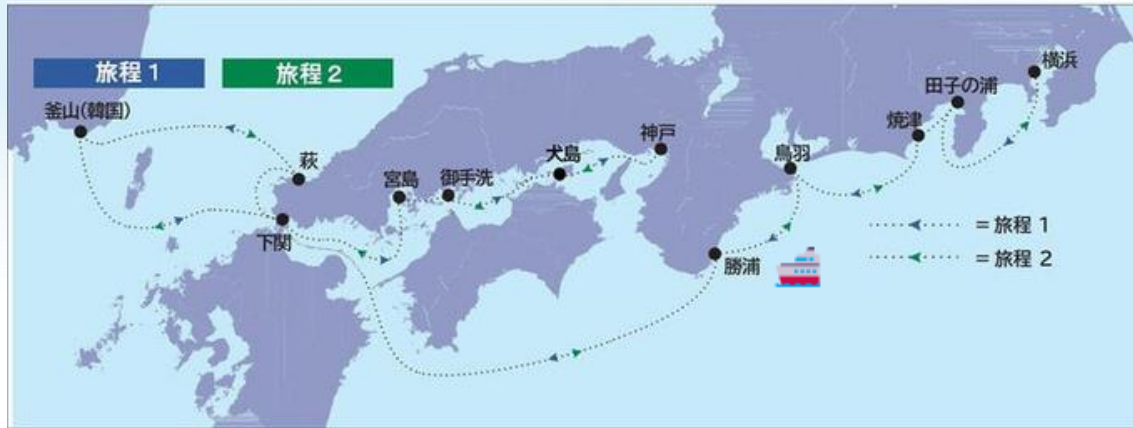 旅程1
旅程2
釜山(韓国)
萩
下関
宮島
御手洗
犬島
神戸
勝浦
鳥羽
焼津
田子の浦
横浜
= 旅程 1
= 旅程 2